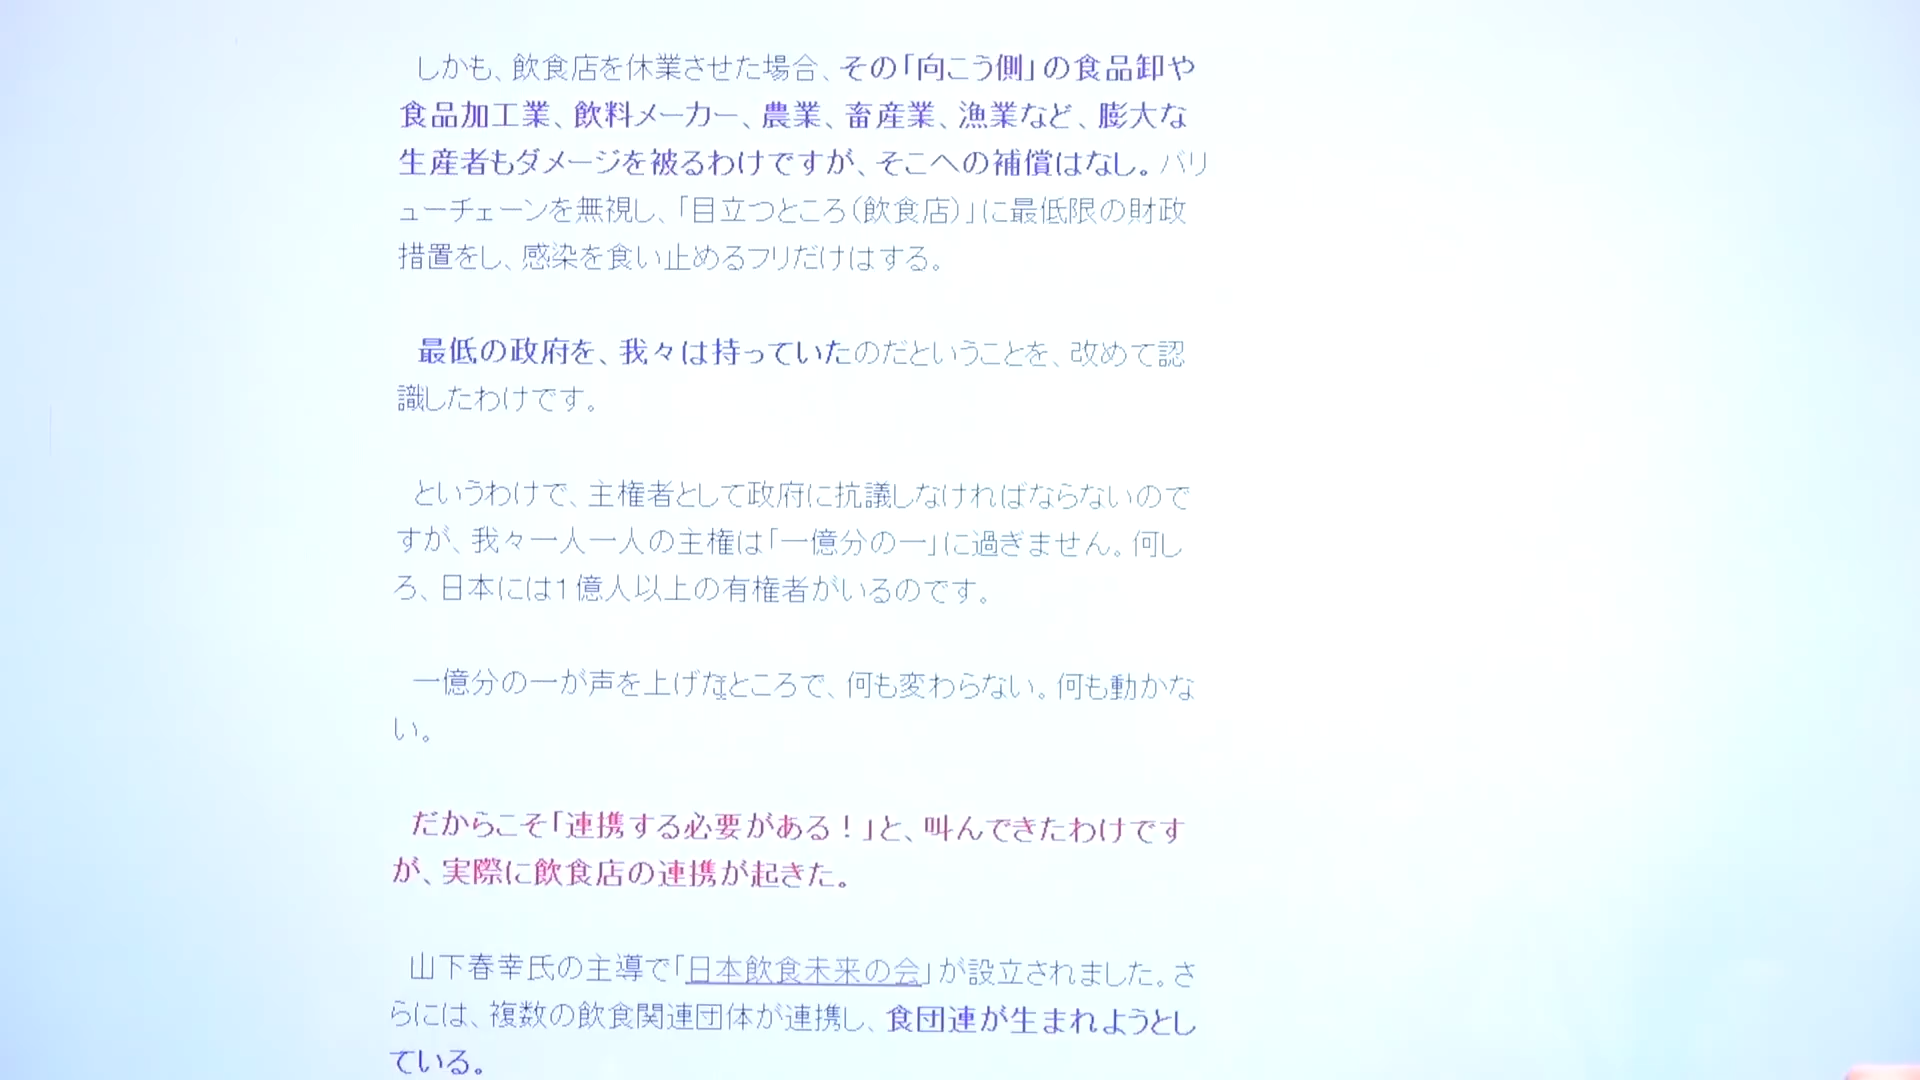 しかも、飲食店を休業させた場合、その「向こう側」の食品卸や
食品加工業、飲料メーカー、農業、畜産業、漁業など、膨大な
生産者もダメージを被るわけですが、そこへの補償はなし。バリ
ューチェーンを無視し、「目立つところ（飲食店）」に最低限の財政
措置をし、感染を食い止めるフリだけはする。
最低の政府を、我々は持っていたのだということを、改めて認
識したわけです。
というわけで、主権者として政府に抗議しなければならないので
すが、我々一人一人の主権は「一億分の一」に過ぎません。何し
ろ、日本には１億人以上の有権者がいるのです。
一億分の一が声を上げたところで、何も変わらない。何も動かな
い。
だからこそ「連携する必要がある！」と、叫んできたわけです
が、実際に飲食店の連携が起きた。
山下春幸氏の主導で「日本飲食未来の会」が設立されました。さ
らには、複数の飲食関連団体が連携し、食団連が生まれようとし
ている。